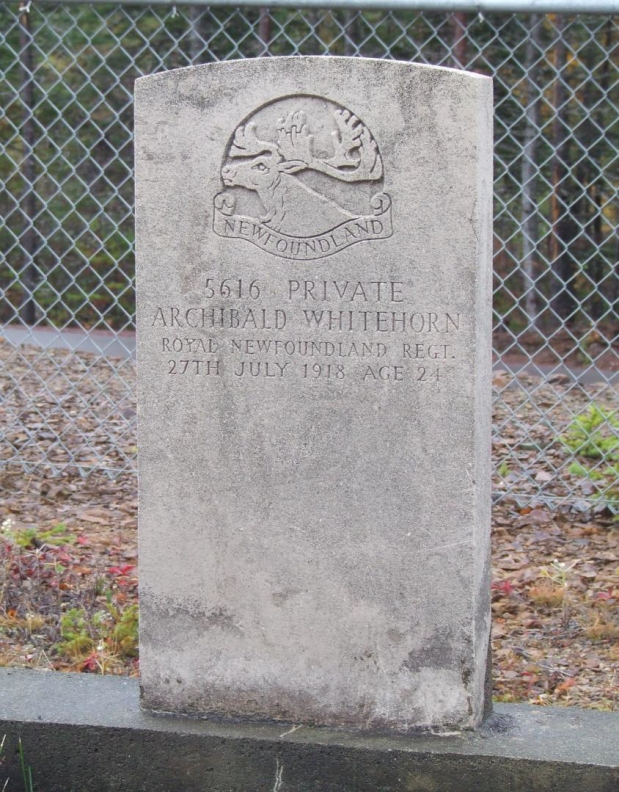 NEWFOUNDLAND
5616 PRIVATE
ARCHIBALD WHITEHORN
ROYAL NEWFOUNDLAND REGT.
27TH JULY 1918 AGE 24